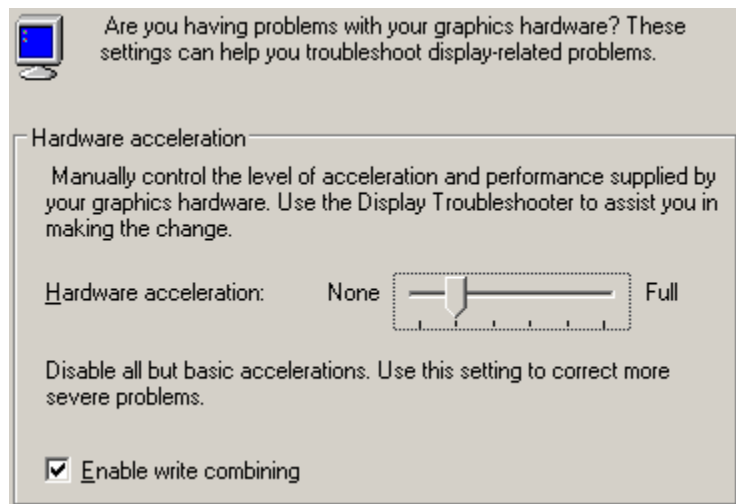 Are you having problems with your graphics hardware? These
settings can help you troubleshoot display-related problems.
Hardware acceleration
Manually control the level of acceleration and performance supplied by
your graphics hardware. Use the Display Troubleshooter to assist you in
making the change.
Hardware acceleration: None Full
Disable all but basic accelerations. Use this setting to correct more
severe problems.
Enable write combining